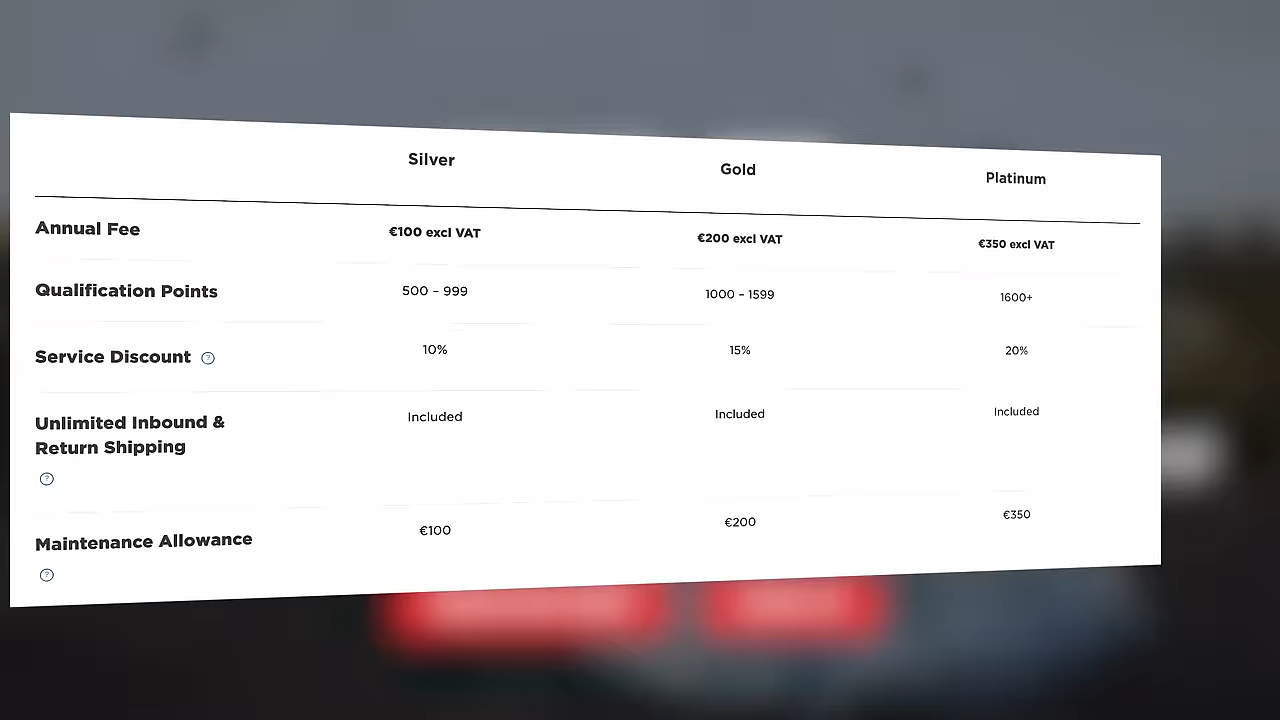 Silver Gold Platinum
Annual Fee €100 excl VAT €200 excl VAT €350 excl VAT
Qualification Points 500 – 999 1000 – 1599 1600+
Service Discount ? 10% 15% 20%
Unlimited Inbound & Included Included Included
Return Shipping
?
Maintenance Allowance €100 €200 €350
?